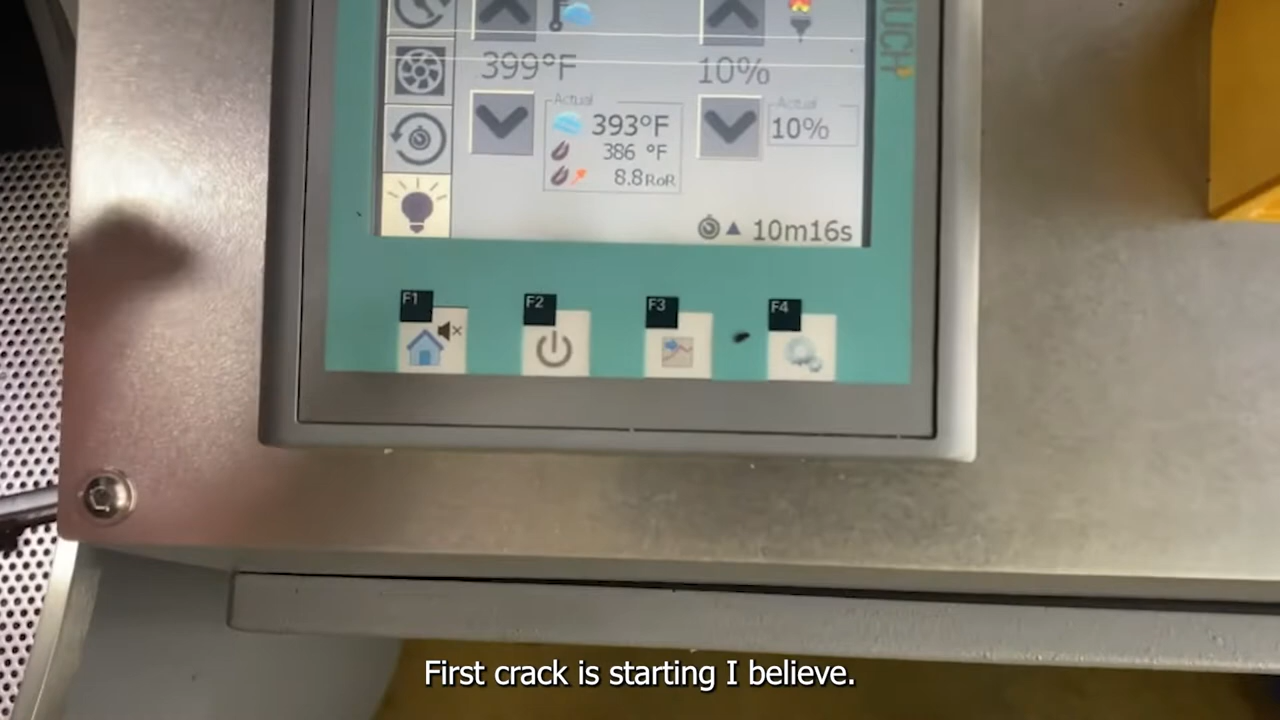 399°F
10%
Actual
393°F
386 °F
8.8RoR
Actual
10%
10m16s
F1
F2
F3
F4
First crack is starting I believe.